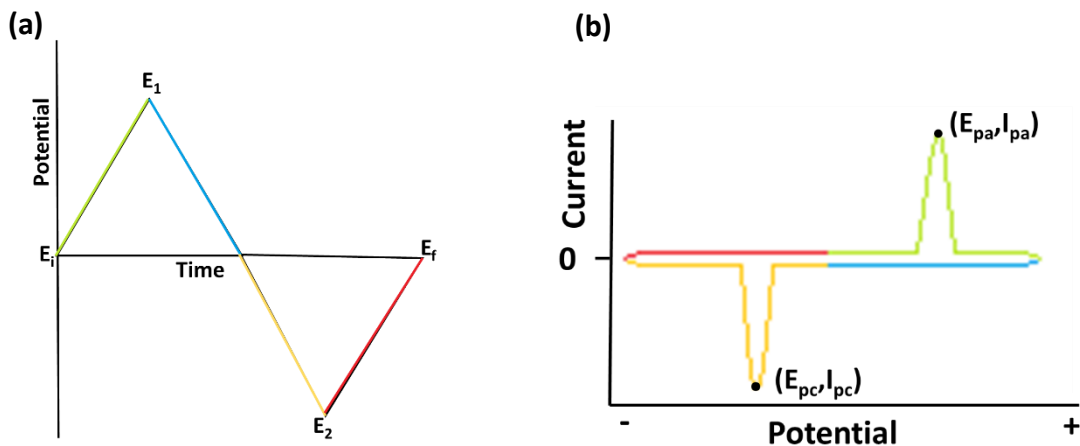 (a)
E1
Potential
Ei
Time
Ef
E2
(b)
(Epa,Ipa)
Current
0
(Epc,Ipc)
-
Potential
+